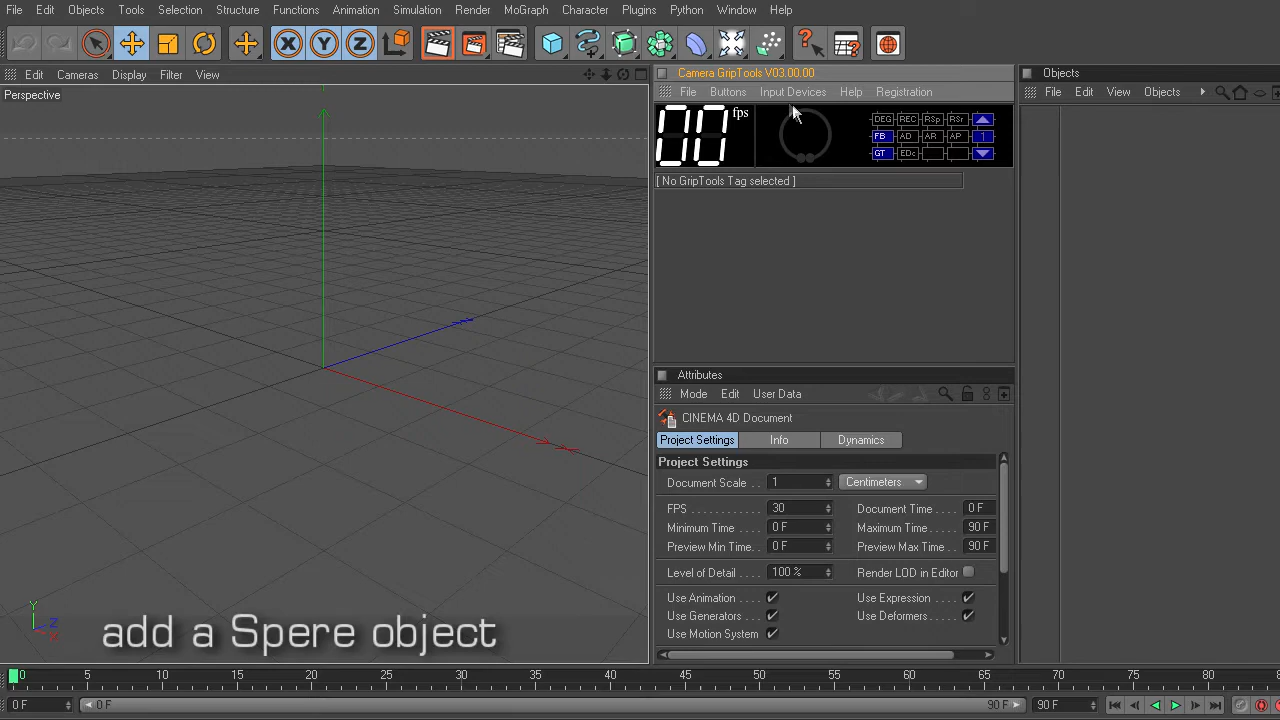 File Edit Objects Tools Selection Structure Functions Animation Simulation Render MoGraph Character Plugins Python Window Help
X Y Z
Edit Cameras Display Filter View
Perspective
Camera GripTools V03.00.00
File Buttons Input Devices Help Registration
00 fps
DEG REC RSp RSr
FB AD AR AP 1
GT EDc
[ No GripTools Tag selected ]
Objects
File Edit View Objects
Attributes
Mode Edit User Data
CINEMA 4D Document
Project Settings Info Dynamics
Project Settings
Document Scale . . 1 Centimeters
FPS . . . . . . . . . . . . 30 Document Time . . . . 0 F
Minimum Time . . . 0 F Maximum Time . . . . 90 F
Preview Min Time. . 0 F Preview Max Time . . 90 F
Level of Detail . . . . 100 % Render LOD in Editor
Use Animation . . . . Use Expression . . . .
Use Generators . . . Use Deformers . . . .
Use Motion System
Y Z X
add a Spere object
0 5 10 15 20 25 30 35 40 45 50 55 60 65 70 75 80 85
0 F 0 F 90 F 90 F